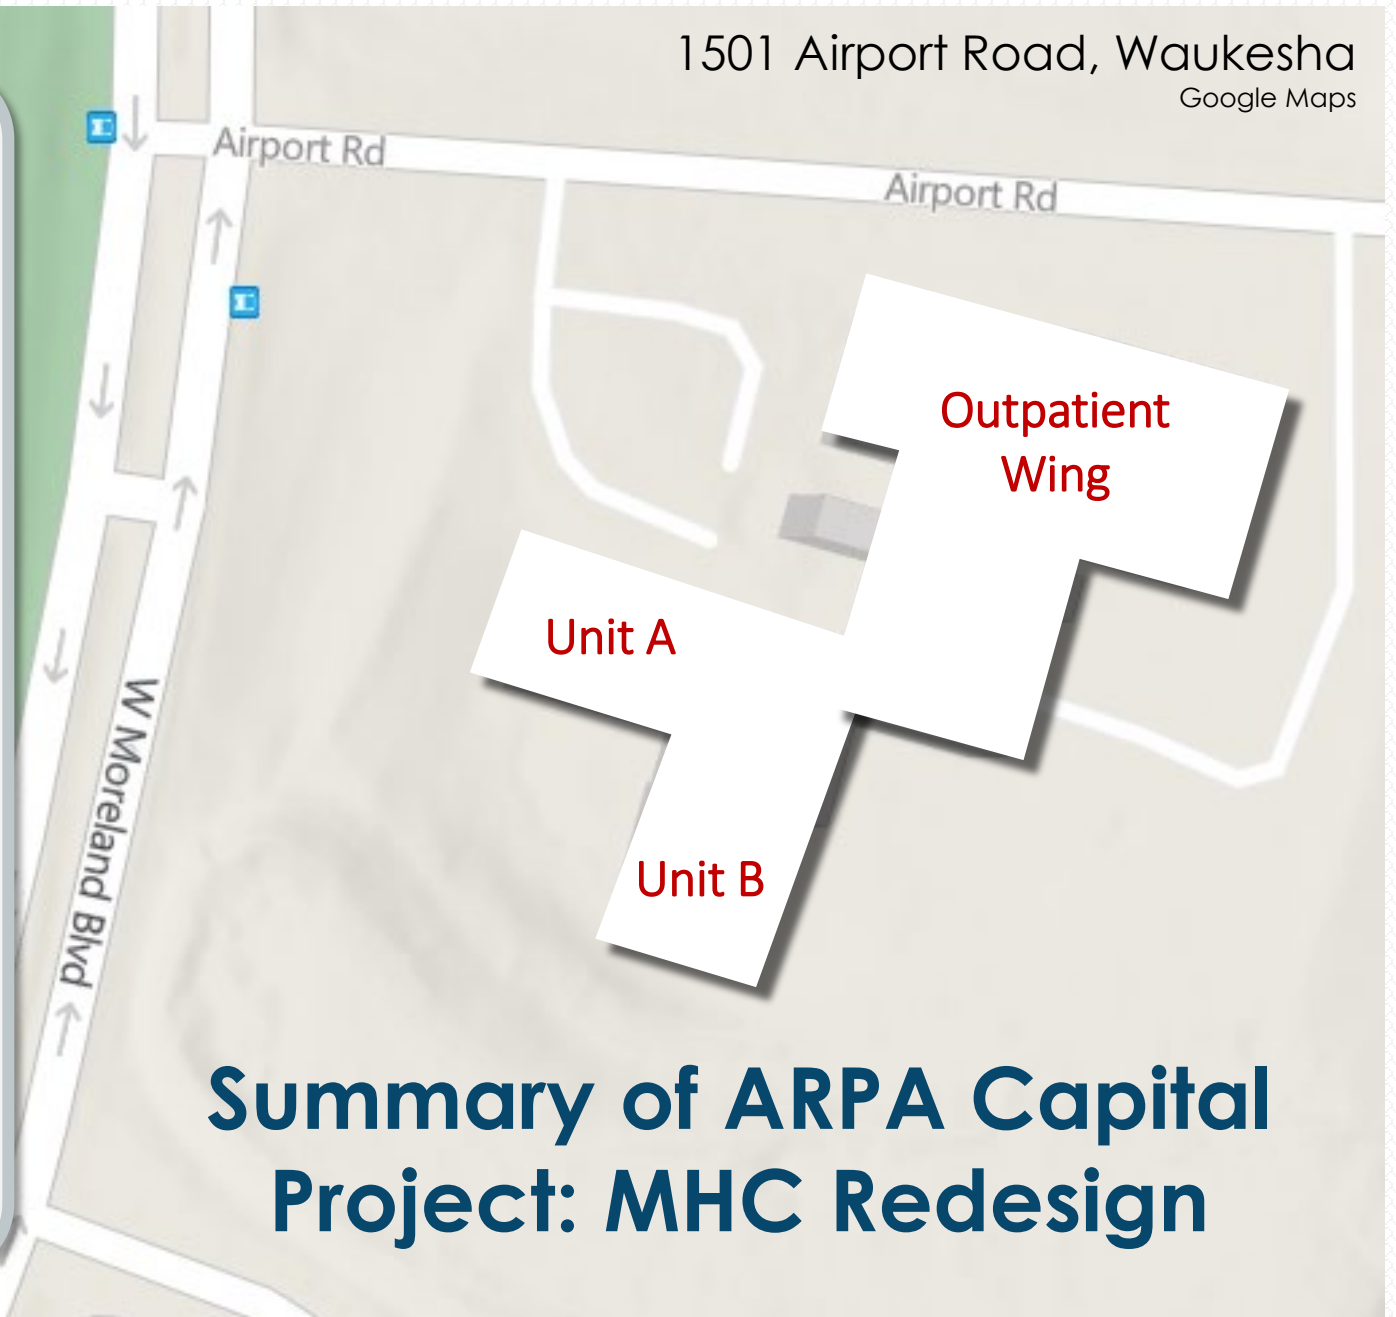 1501 Airport Road, Waukesha
Google Maps
Airport Rd
Airport Rd
Outpatient
Wing
Unit A
W Moreland Blvd
Unit B
Summary of ARPA Capital
Project: MHC Redesign